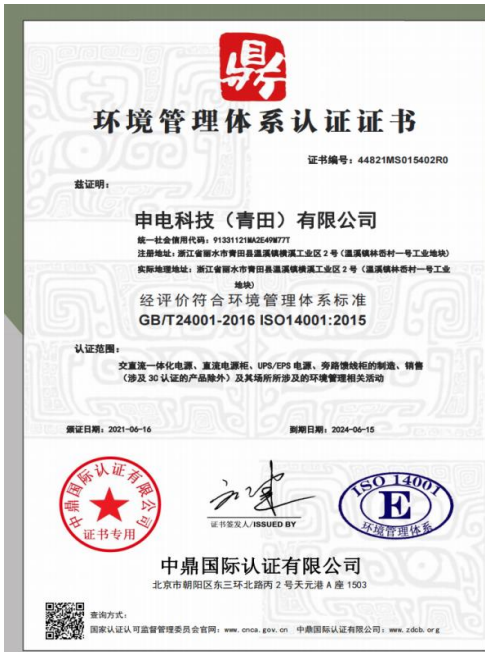 鼎
环境管理体系认证证书
证书编号：44821MS015402R0
兹证明：
申电科技（青田）有限公司
统一社会信用代码：91331121MA2E49M77T
注册地址：浙江省丽水市青田县温溪镇横溪工业区2号（温溪镇林岙村一号工业地块）
实际地理地址：浙江省丽水市青田县温溪镇横溪工业区2号（温溪镇林岙村一号工业
地块）
经评价符合环境管理体系标准
GB/T24001-2016 ISO14001:2015
认证范围：
交直流一体化电源、直流电源柜、UPS/EPS 电源、旁路馈线柜的制造、销售
（涉及3C 认证的产品除外）及其场所所涉及的环境管理相关活动
颁证日期：2021-06-16
到期日期：2024-06-15
中鼎国际认证有限公司
证书专用
证书签发人/ISSUED BY
ISO 14001
E
环境管理体系
中鼎国际认证有限公司
北京市朝阳区东三环北路丙2号天元港A座1503
查询方式：
国家认证认可监督管理委员会官网：www.cnca.gov.cn 中鼎国际认证有限公司：www.zdcb.org